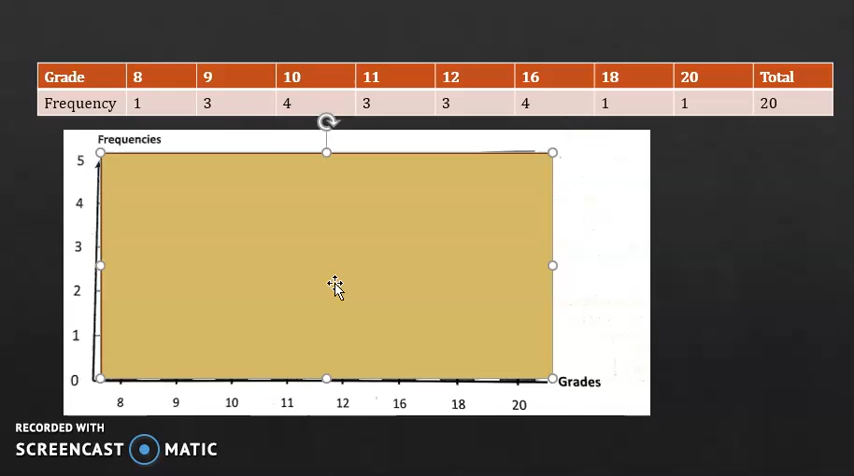 Grade 8 9 10 11 12 16 18 20 Total
Frequency 1 3 4 3 3 4 1 1 20
Frequencies
5
4
3
2
1
0
Grades
8 9 10 11 12 16 18 20
RECORDED WITH
SCREENCAST MATIC